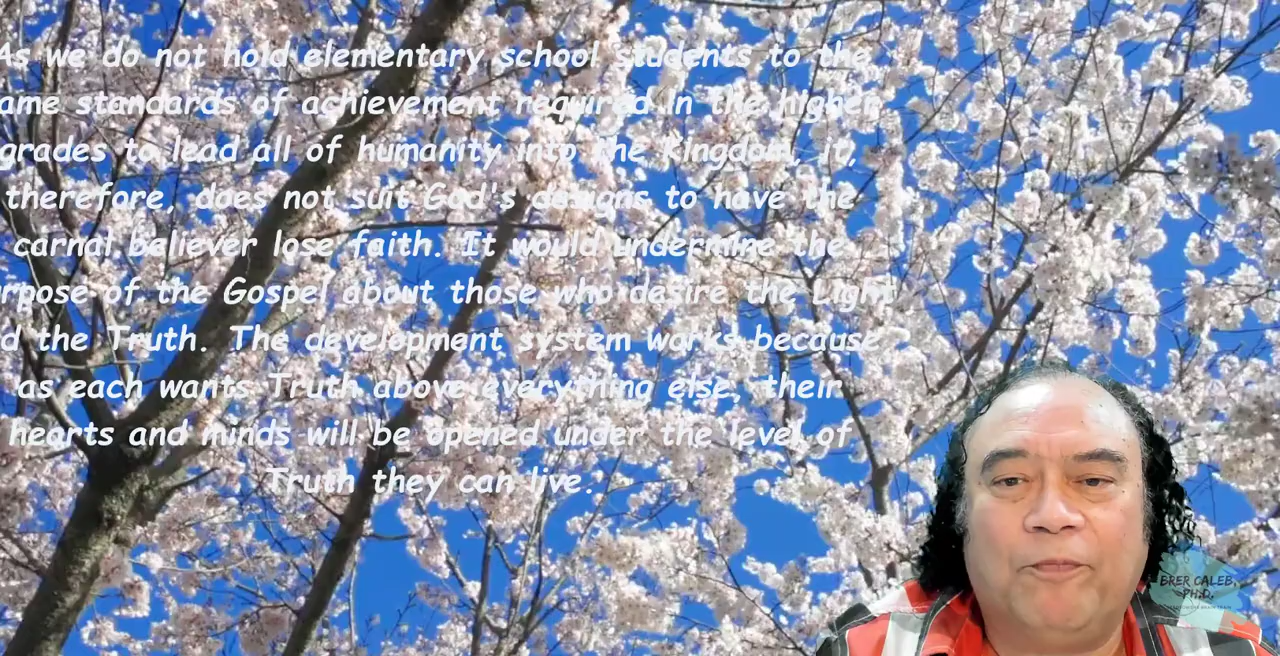 As we do not hold elementary school students to the
ame standards of achievement required in the higher
grades to lead all of humanity into the Kingdom, it,
therefore, does not suit God's designs to have the
carnal believer lose faith. It would undermine the
rpose of the Gospel about those who desire the Light
d the Truth. The development system works because
as each wants Truth above everything else, their
hearts and minds will be opened under the level of
Truth they can live.
BRER CALEB,
PH.D.